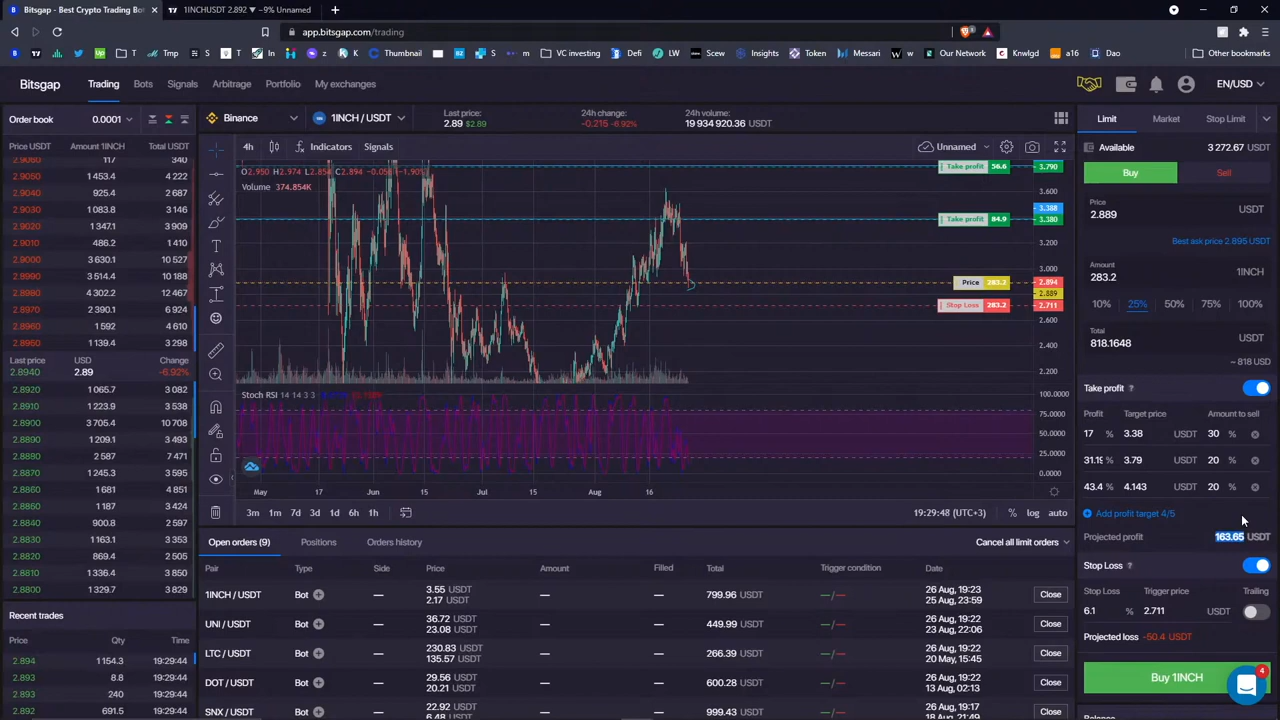 Bitsgap - Best Crypto Trading Bo
1INCHUSDT 2.892 ▼ −9% Unnamed
app.bitsgap.com/trading
T
Tmp
S
T
In
z
K
C
Thumbnail
VC investing
Defi
LW
Scew
Insights
Token
Messari
w
Our Network
Knwlgd
a16
Dao
Other bookmarks
Bitsgap
Trading
Bots
Signals
Arbitrage
Portfolio
My exchanges
EN/USD
Order book
0.0001
Price USDT Amount 1INCH Total USDT
2.9060 117 340
2.9050 1 453.4 4 222
2.9040 925.4 2 687
2.9030 1 083.8 3 146
2.9020 1 347.1 3 909
2.9010 486.2 1 410
2.9000 3 630.1 10 527
2.8990 3 514.4 10 188
2.8980 4 302.2 12 467
2.8970 2 390.1 6 924
2.8960 1 592 4 610
2.8960 1 139.4 3 298
Last price USD Change
2.8940 2.89 -6.92%
2.8920 1 065.7 3 082
2.8910 1 223.9 3 538
2.8900 3 705.4 10 708
2.8890 1 209.1 3 493
2.8880 2 587 7 471
2.8870 1 245.3 3 595
2.8860 1 681 4 851
2.8850 1 187 3 424
2.8840 900.8 2 597
2.8830 1 163.1 3 353
2.8820 869.4 2 505
2.8810 1 336.4 3 850
2.8800 1 329.7 3 829
Recent trades
Price Qty Time
2.894 1 154.3 19:29:44
2.893 8.8 19:29:44
2.893 240 19:29:44
2.892 691.5 19:29:44
Binance
1INCH / USDT
Last price:
2.89 $2.89
24h change:
-0.215 -6.92%
24h volume:
19 934 920.36 USDT
4h
Indicators
Signals
Unnamed
O2.950 H2.974 L2.854 C2.894 −0.056 −1.90%
Volume 374.854K
Take profit 56.6 3.790
3.600
3.388
Take profit 84.9 3.380
3.200
3.000
Price 283.2 2.894
2.889
Stop Loss 283.2 2.711
2.600
2.400
2.200
Stoch RSI 14 14 3 3
100.0000
75.0000
50.0000
25.0000
0.0000
May 17 Jun 15 Jul 15 Aug 16
3m 1m 7d 3d 1d 6h 1h
19:29:48 (UTC+3) % log auto
Open orders (9)
Positions
Orders history
Cancel all limit orders
Pair Type Side Price Amount Filled Total Trigger condition Date
1INCH / USDT Bot — 3.55 USDT — — 799.96 —/— 26 Aug, 19:23 Close
2.17 USDT 25 Aug, 23:59
UNI / USDT Bot — 36.72 USDT — — 449.99 —/— 26 Aug, 19:22 Close
23.08 USDT 23 Aug, 22:06
LTC / USDT Bot — 230.83 USDT — — 266.39 —/— 26 Aug, 19:22 Close
135.57 USDT 20 May, 15:45
DOT / USDT Bot — 29.56 USDT — — 600.28 —/— 26 Aug, 19:22 Close
20.21 USDT 13 Aug, 02:13
SNX / USDT Bot — 22.92 USDT — — 999.43 —/— 26 Aug, 19:22 Close
6.48 USDT 18 Aug, 21:49
Limit
Market
Stop Limit
Available 3 272.67 USDT
Buy
Sell
Price
2.889 USDT
Best ask price 2.895 USDT
Amount
283.2 1INCH
10% 25% 50% 75% 100%
Total
818.1648 USDT
~ 818 USD
Take profit ?
Profit Target price Amount to sell
17 % 3.38 USDT 30 %
31.19 % 3.79 USDT 20 %
43.4 % 4.143 USDT 20 %
Add profit target 4/5
Projected profit 163.65 USDT
Stop Loss ?
Stop Loss Trigger price Trailing
6.1 % 2.711 USDT
Projected loss -50.4 USDT
Buy 1INCH
4
Balance